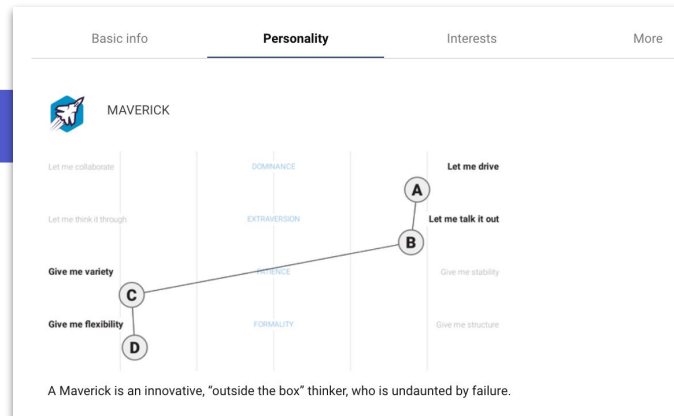 Basic info Personality Interests More
MAVERICK
Let me collaborate DOMINANCE Let me drive
A
Let me think it through EXTRAVERSION Let me talk it out
B
Give me variety PATIENCE Give me stability
C
Give me flexibility FORMALITY Give me structure
D
A Maverick is an innovative, “outside the box” thinker, who is undaunted by failure.